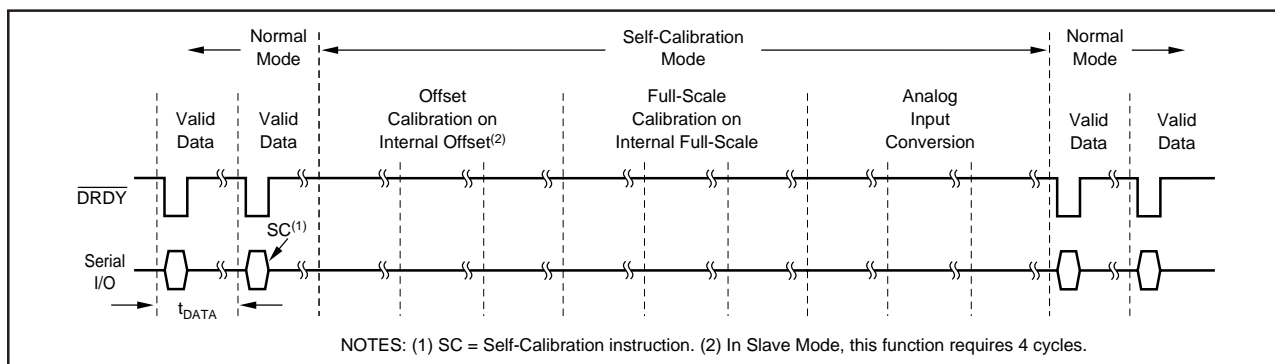 Normal
Mode
Self-Calibration
Mode
Normal
Mode
Valid
Data
Valid
Data
Offset
Calibration on
Internal Offset(2)
Full-Scale
Calibration on
Internal Full-Scale
Analog
Input
Conversion
Valid
Data
Valid
Data
DRDY
SC(1)
Serial
I/O
tDATA
NOTES: (1) SC = Self-Calibration instruction. (2) In Slave Mode, this function requires 4 cycles.